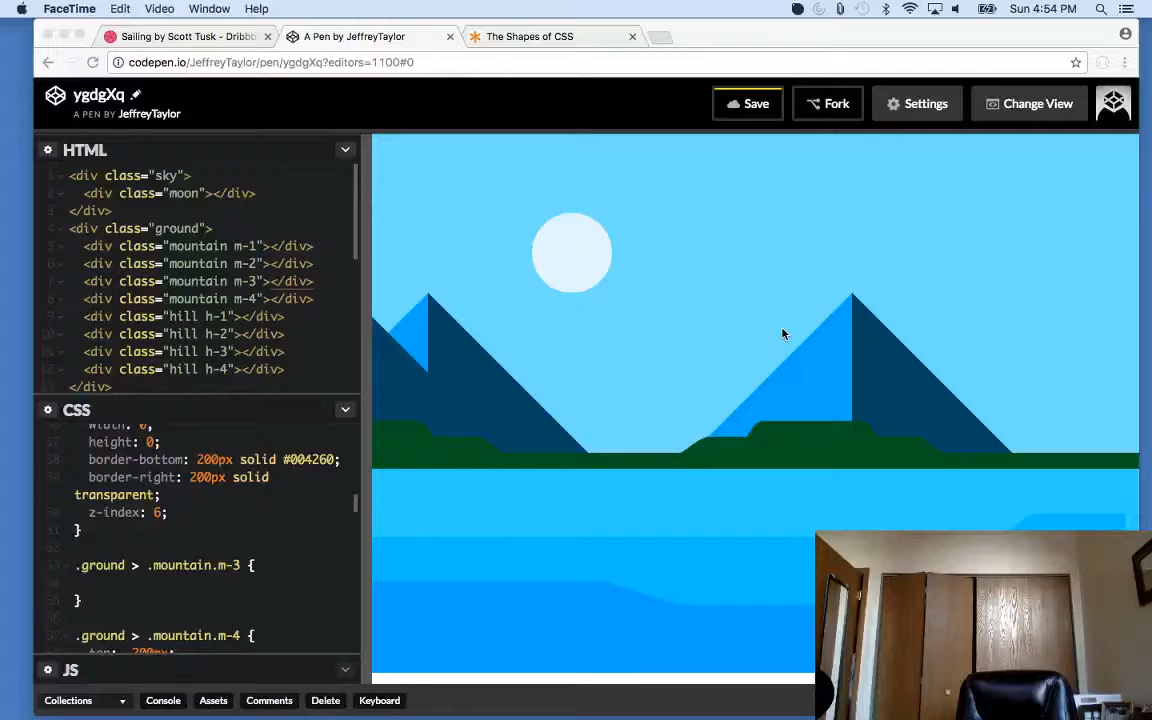 FaceTime Edit Video Window Help Sun 4:54 PM
Sailing by Scott Tusk - Dribbb × A Pen by JeffreyTaylor × The Shapes of CSS ×
codepen.io/JeffreyTaylor/pen/ygdgXq?editors=1100#0
ygdgXq
A PEN BY JeffreyTaylor
Save Fork Settings Change View
HTML
<div class="sky">
<div class="moon"></div>
</div>
<div class="ground">
<div class="mountain m-1"></div>
<div class="mountain m-2"></div>
<div class="mountain m-3"></div>
<div class="mountain m-4"></div>
<div class="hill h-1"></div>
<div class="hill h-2"></div>
<div class="hill h-3"></div>
<div class="hill h-4"></div>
</div>
CSS
width: 0;
height: 0;
border-bottom: 200px solid #004260;
border-right: 200px solid
transparent;
z-index: 6;
}
.ground > .mountain.m-3 {
}
.ground > .mountain.m-4 {
top: 200px;
JS
Collections Console Assets Comments Delete Keyboard